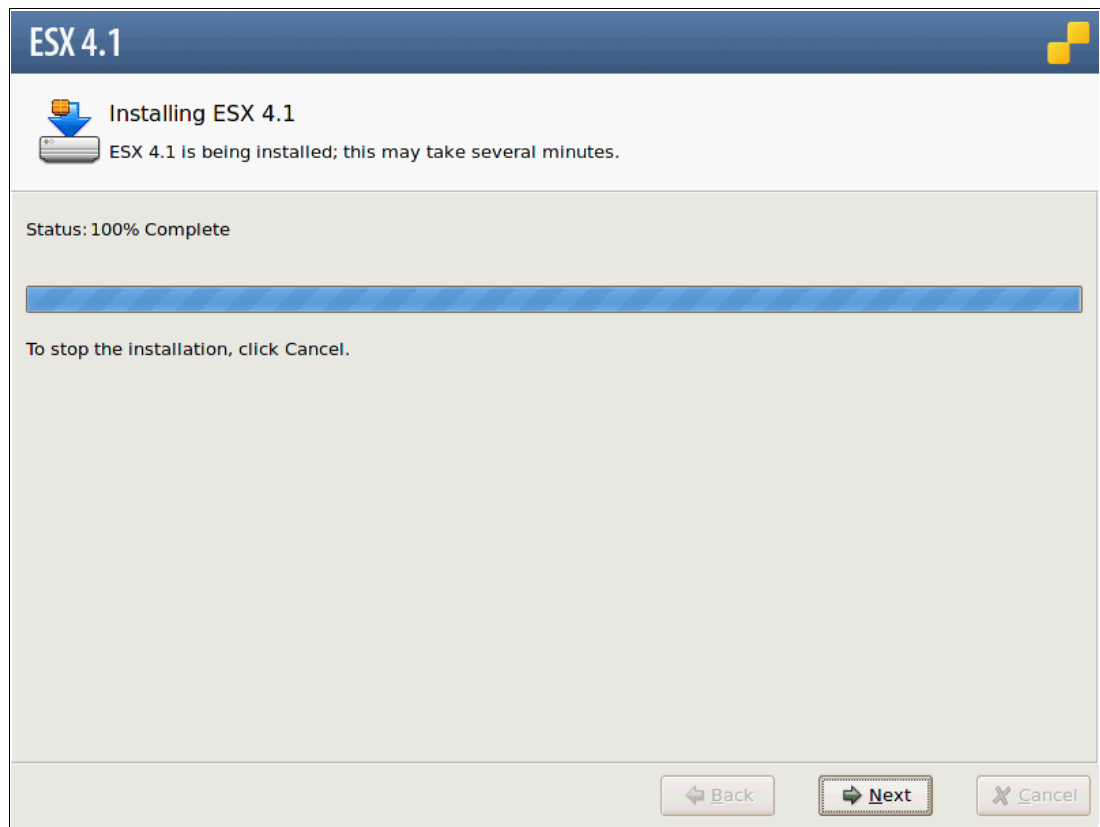 ESX 4.1
Installing ESX 4.1
ESX 4.1 is being installed; this may take several minutes.
Status: 100% Complete
To stop the installation, click Cancel.
Back
Next
Cancel